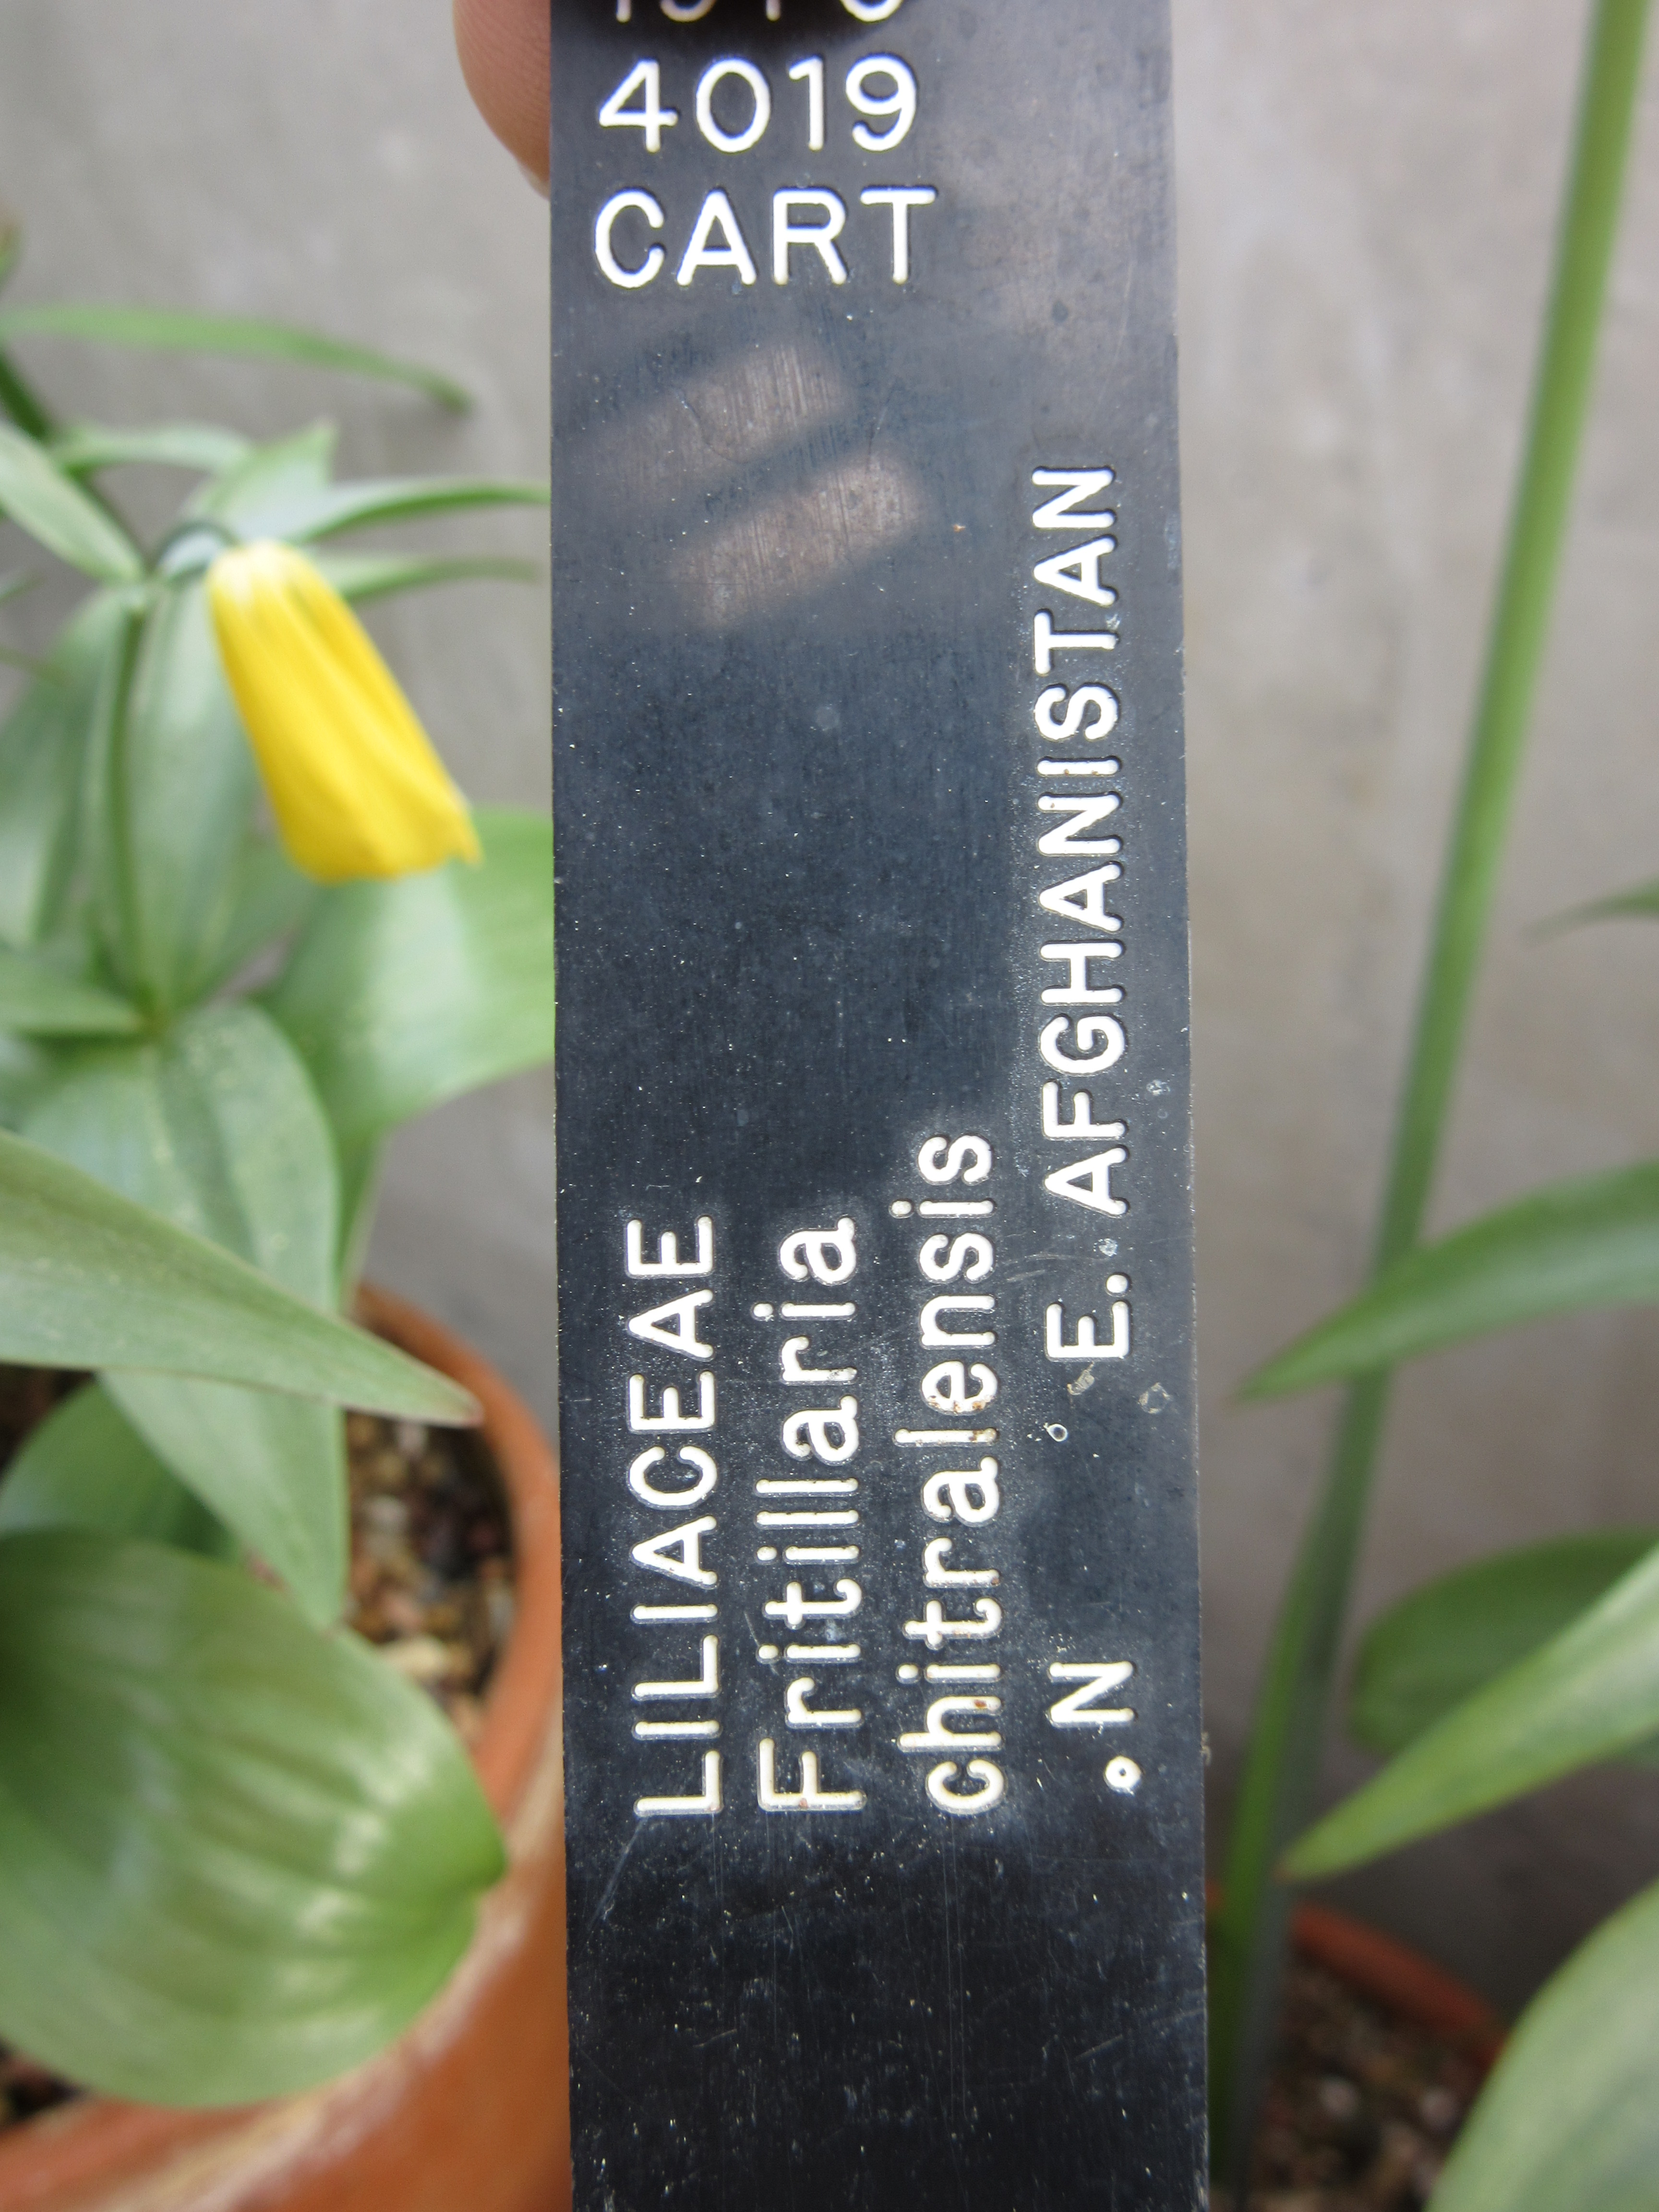 4019
CART
LILIACEAE
Fritillaria
chitralensis
°N E. AFGHANISTAN